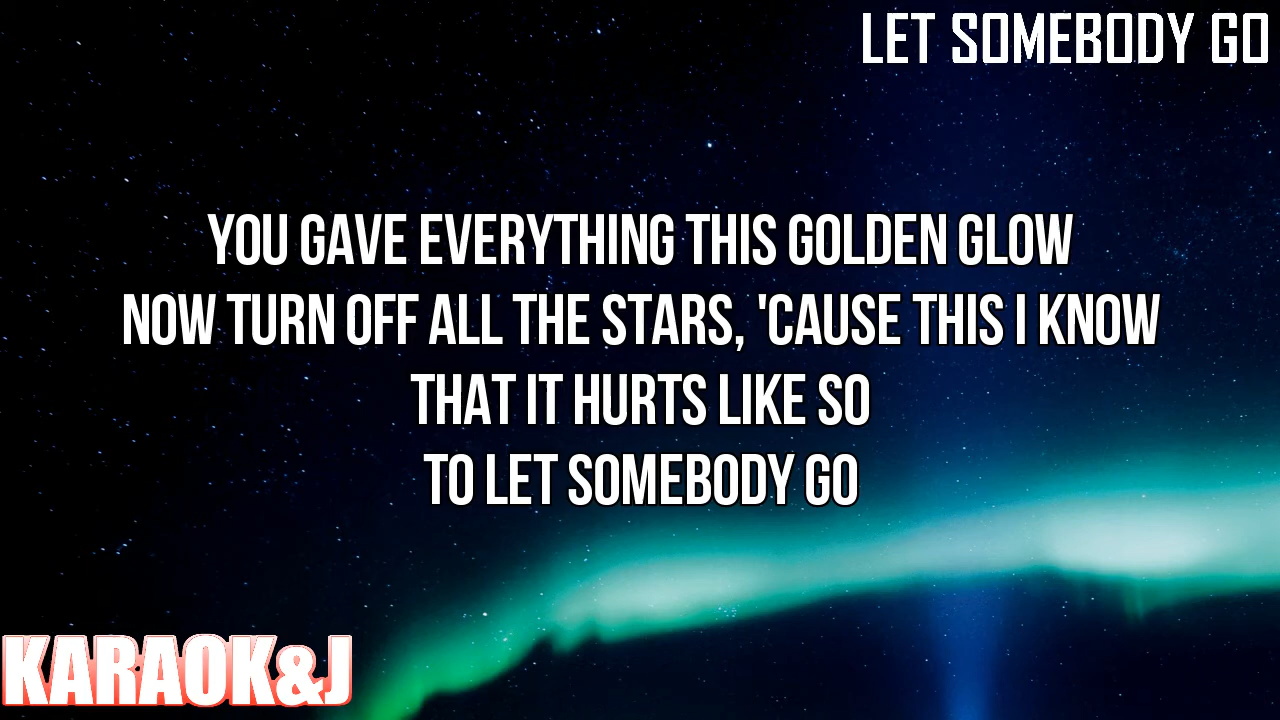 LET SOMEBODY GO
YOU GAVE EVERYTHING THIS GOLDEN GLOW
NOW TURN OFF ALL THE STARS, 'CAUSE THIS I KNOW
THAT IT HURTS LIKE SO
TO LET SOMEBODY GO
KARAOK&J